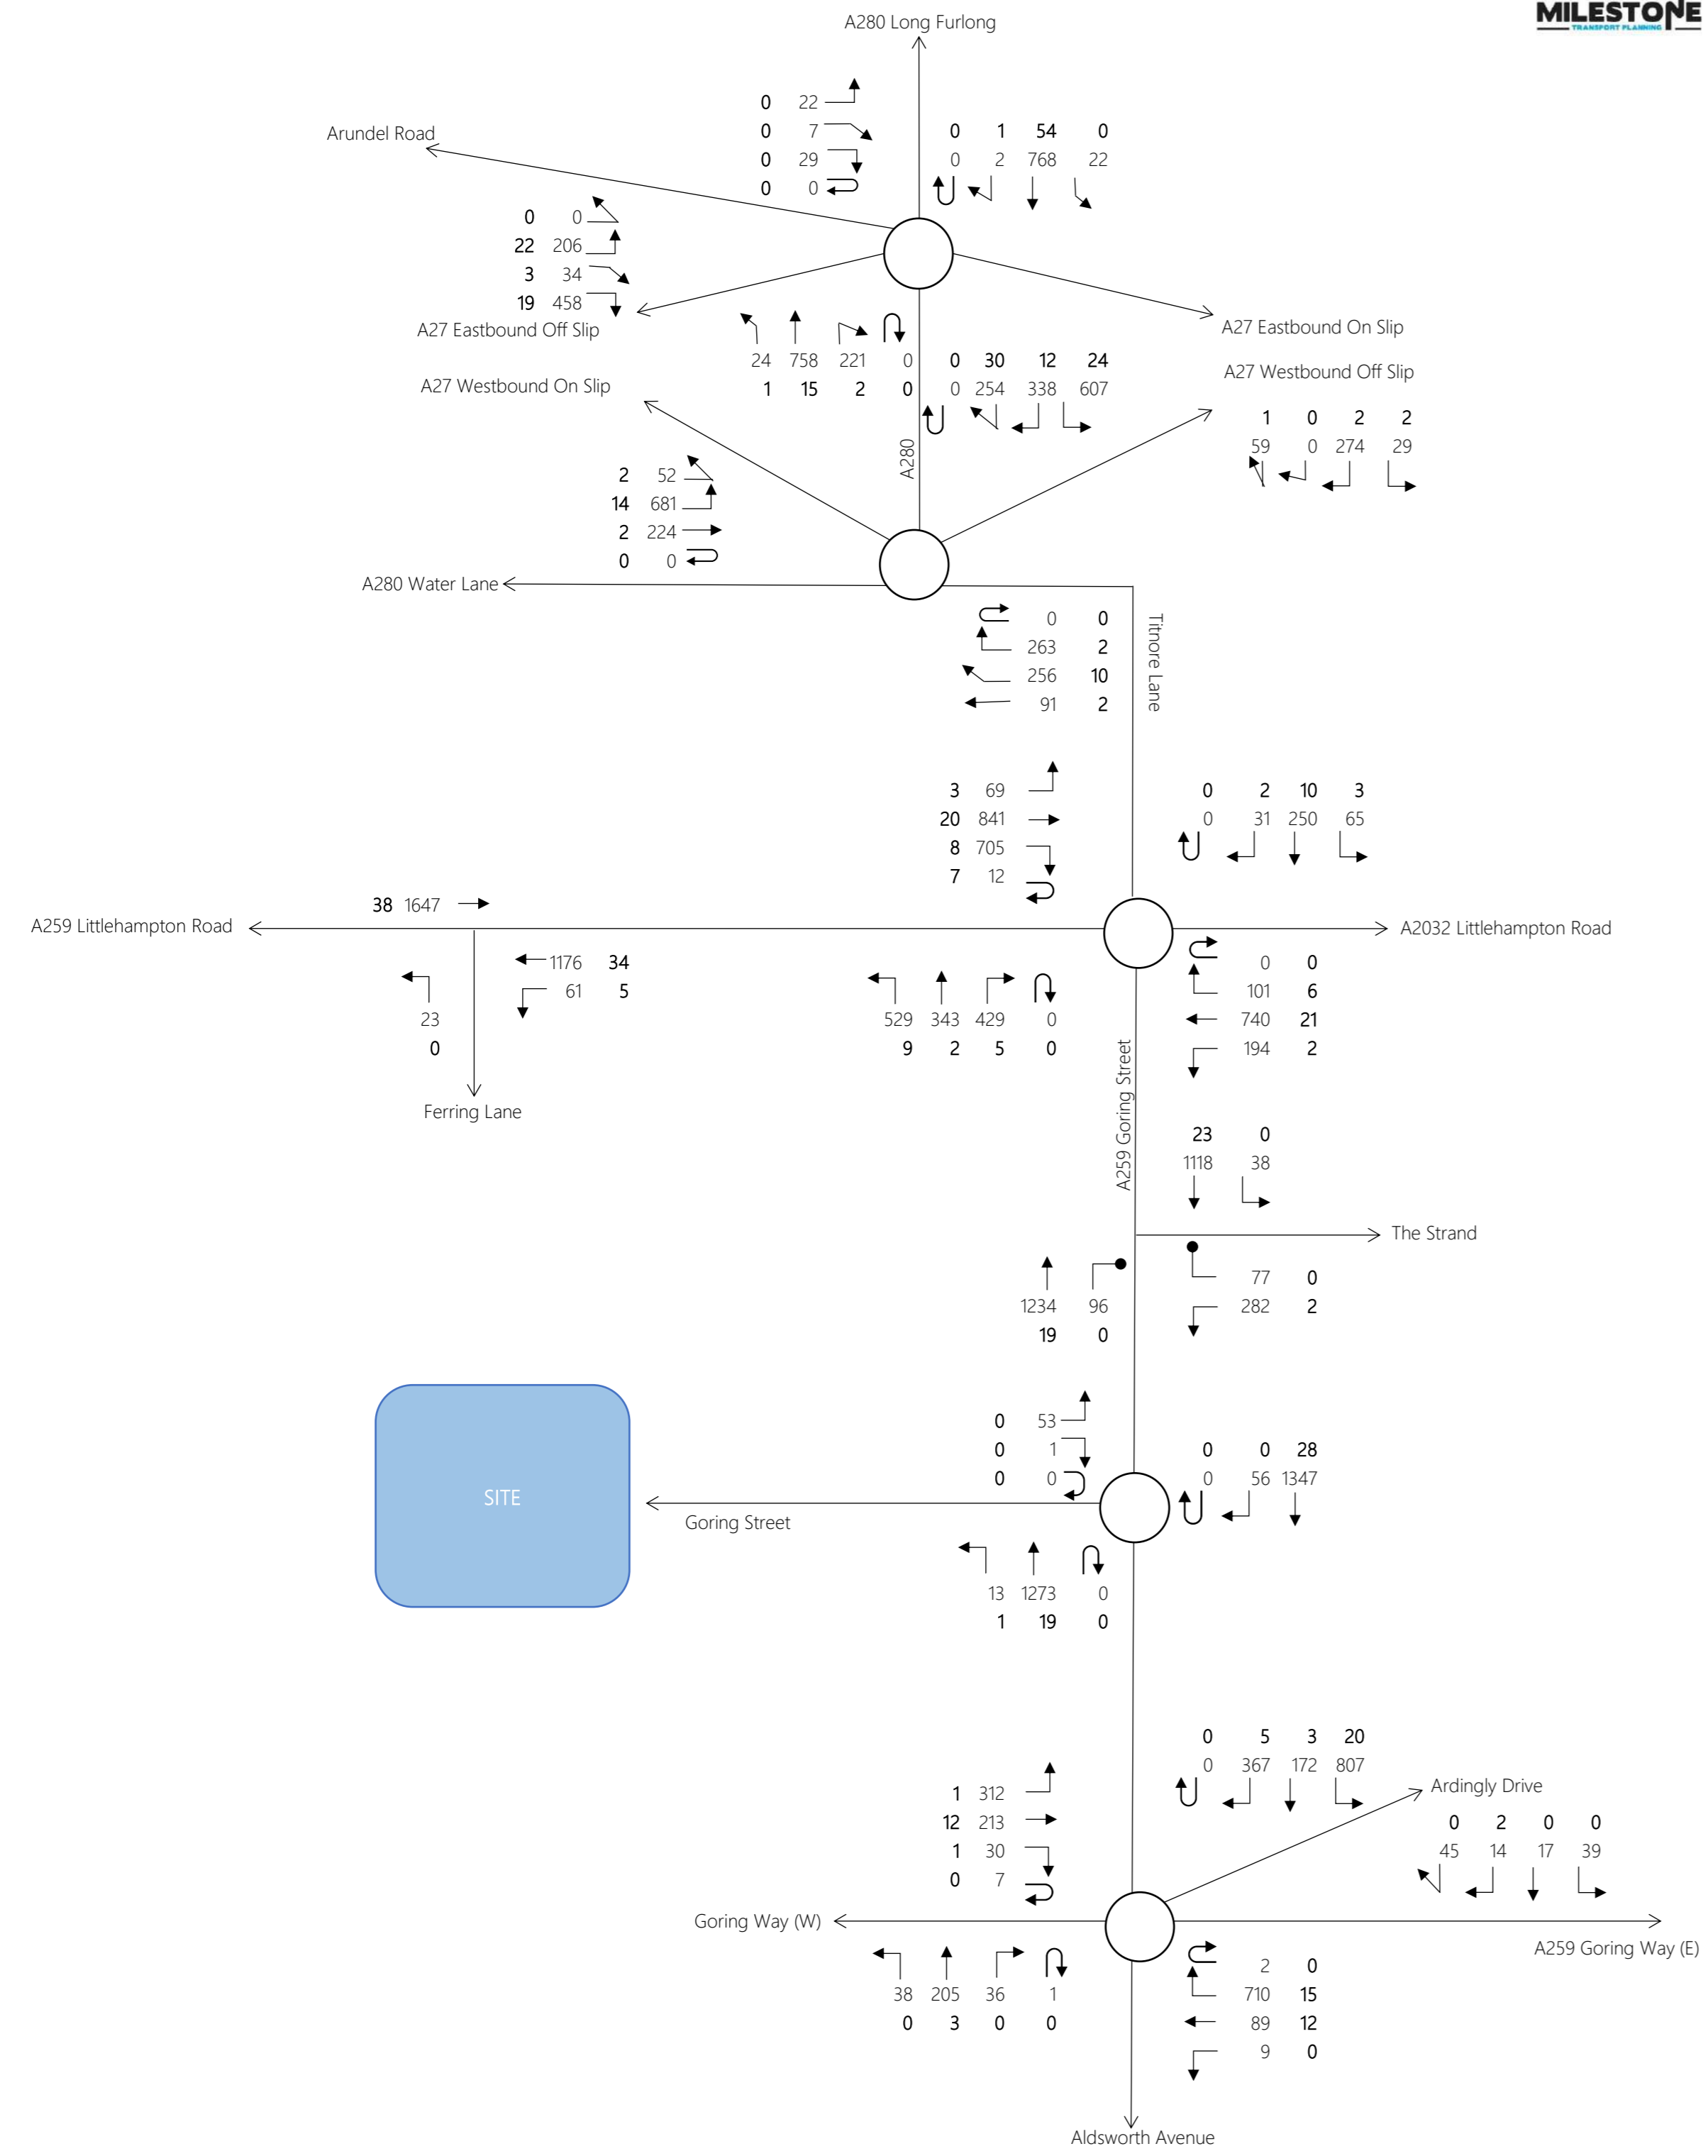 MILESTONE
TRANSPORT PLANNING
A280 Long Furlong
Arundel Road
0 22
0 7
0 29
0 0
0 1 54 0
0 2 768 22
0 0
22 206
3 34
19 458
A27 Eastbound Off Slip
A27 Eastbound On Slip
24 758 221 0
1 15 2 0
0 30 12 24
0 254 338 607
A27 Westbound On Slip
A27 Westbound Off Slip
1 0 2 2
59 0 274 29
A280
2 52
14 681
2 224
0 0
A280 Water Lane
0 0
263 2
256 10
91 2
Titnore Lane
3 69
20 841
8 705
7 12
0 2 10 3
0 31 250 65
38 1647
A259 Littlehampton Road
A2032 Littlehampton Road
1176 34
61 5
23
0
Ferring Lane
529 343 429 0
9 2 5 0
0 0
101 6
740 21
194 2
A259 Goring Street
23 0
1118 38
The Strand
1234 96
19 0
77 0
282 2
0 53
0 1
0 0
0 0 28
0 56 1347
SITE
Goring Street
13 1273 0
1 19 0
0 5 3 20
0 367 172 807
1 312
12 213
1 30
0 7
Ardingly Drive
0 2 0 0
45 14 17 39
Goring Way (W)
A259 Goring Way (E)
38 205 36 1
0 3 0 0
2 0
710 15
89 12
9 0
Aldsworth Avenue